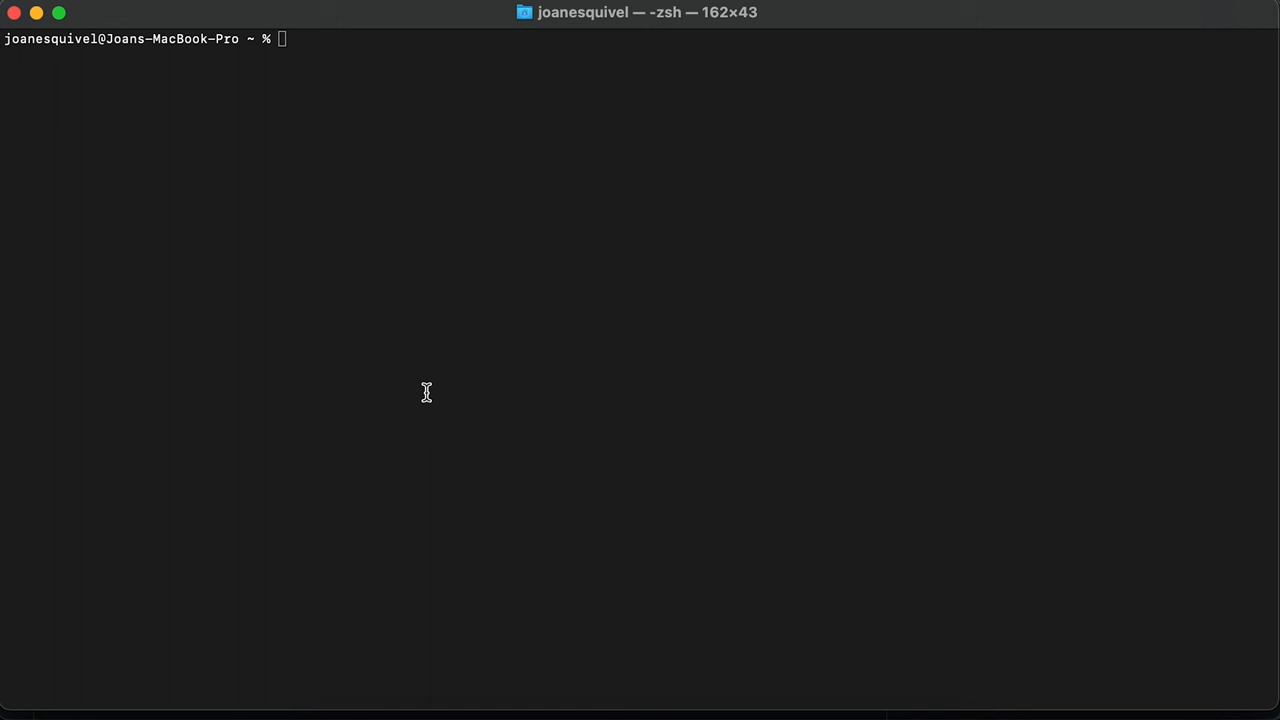 joanesquivel — -zsh — 162×43
joanesquivel@Joans-MacBook-Pro ~ %